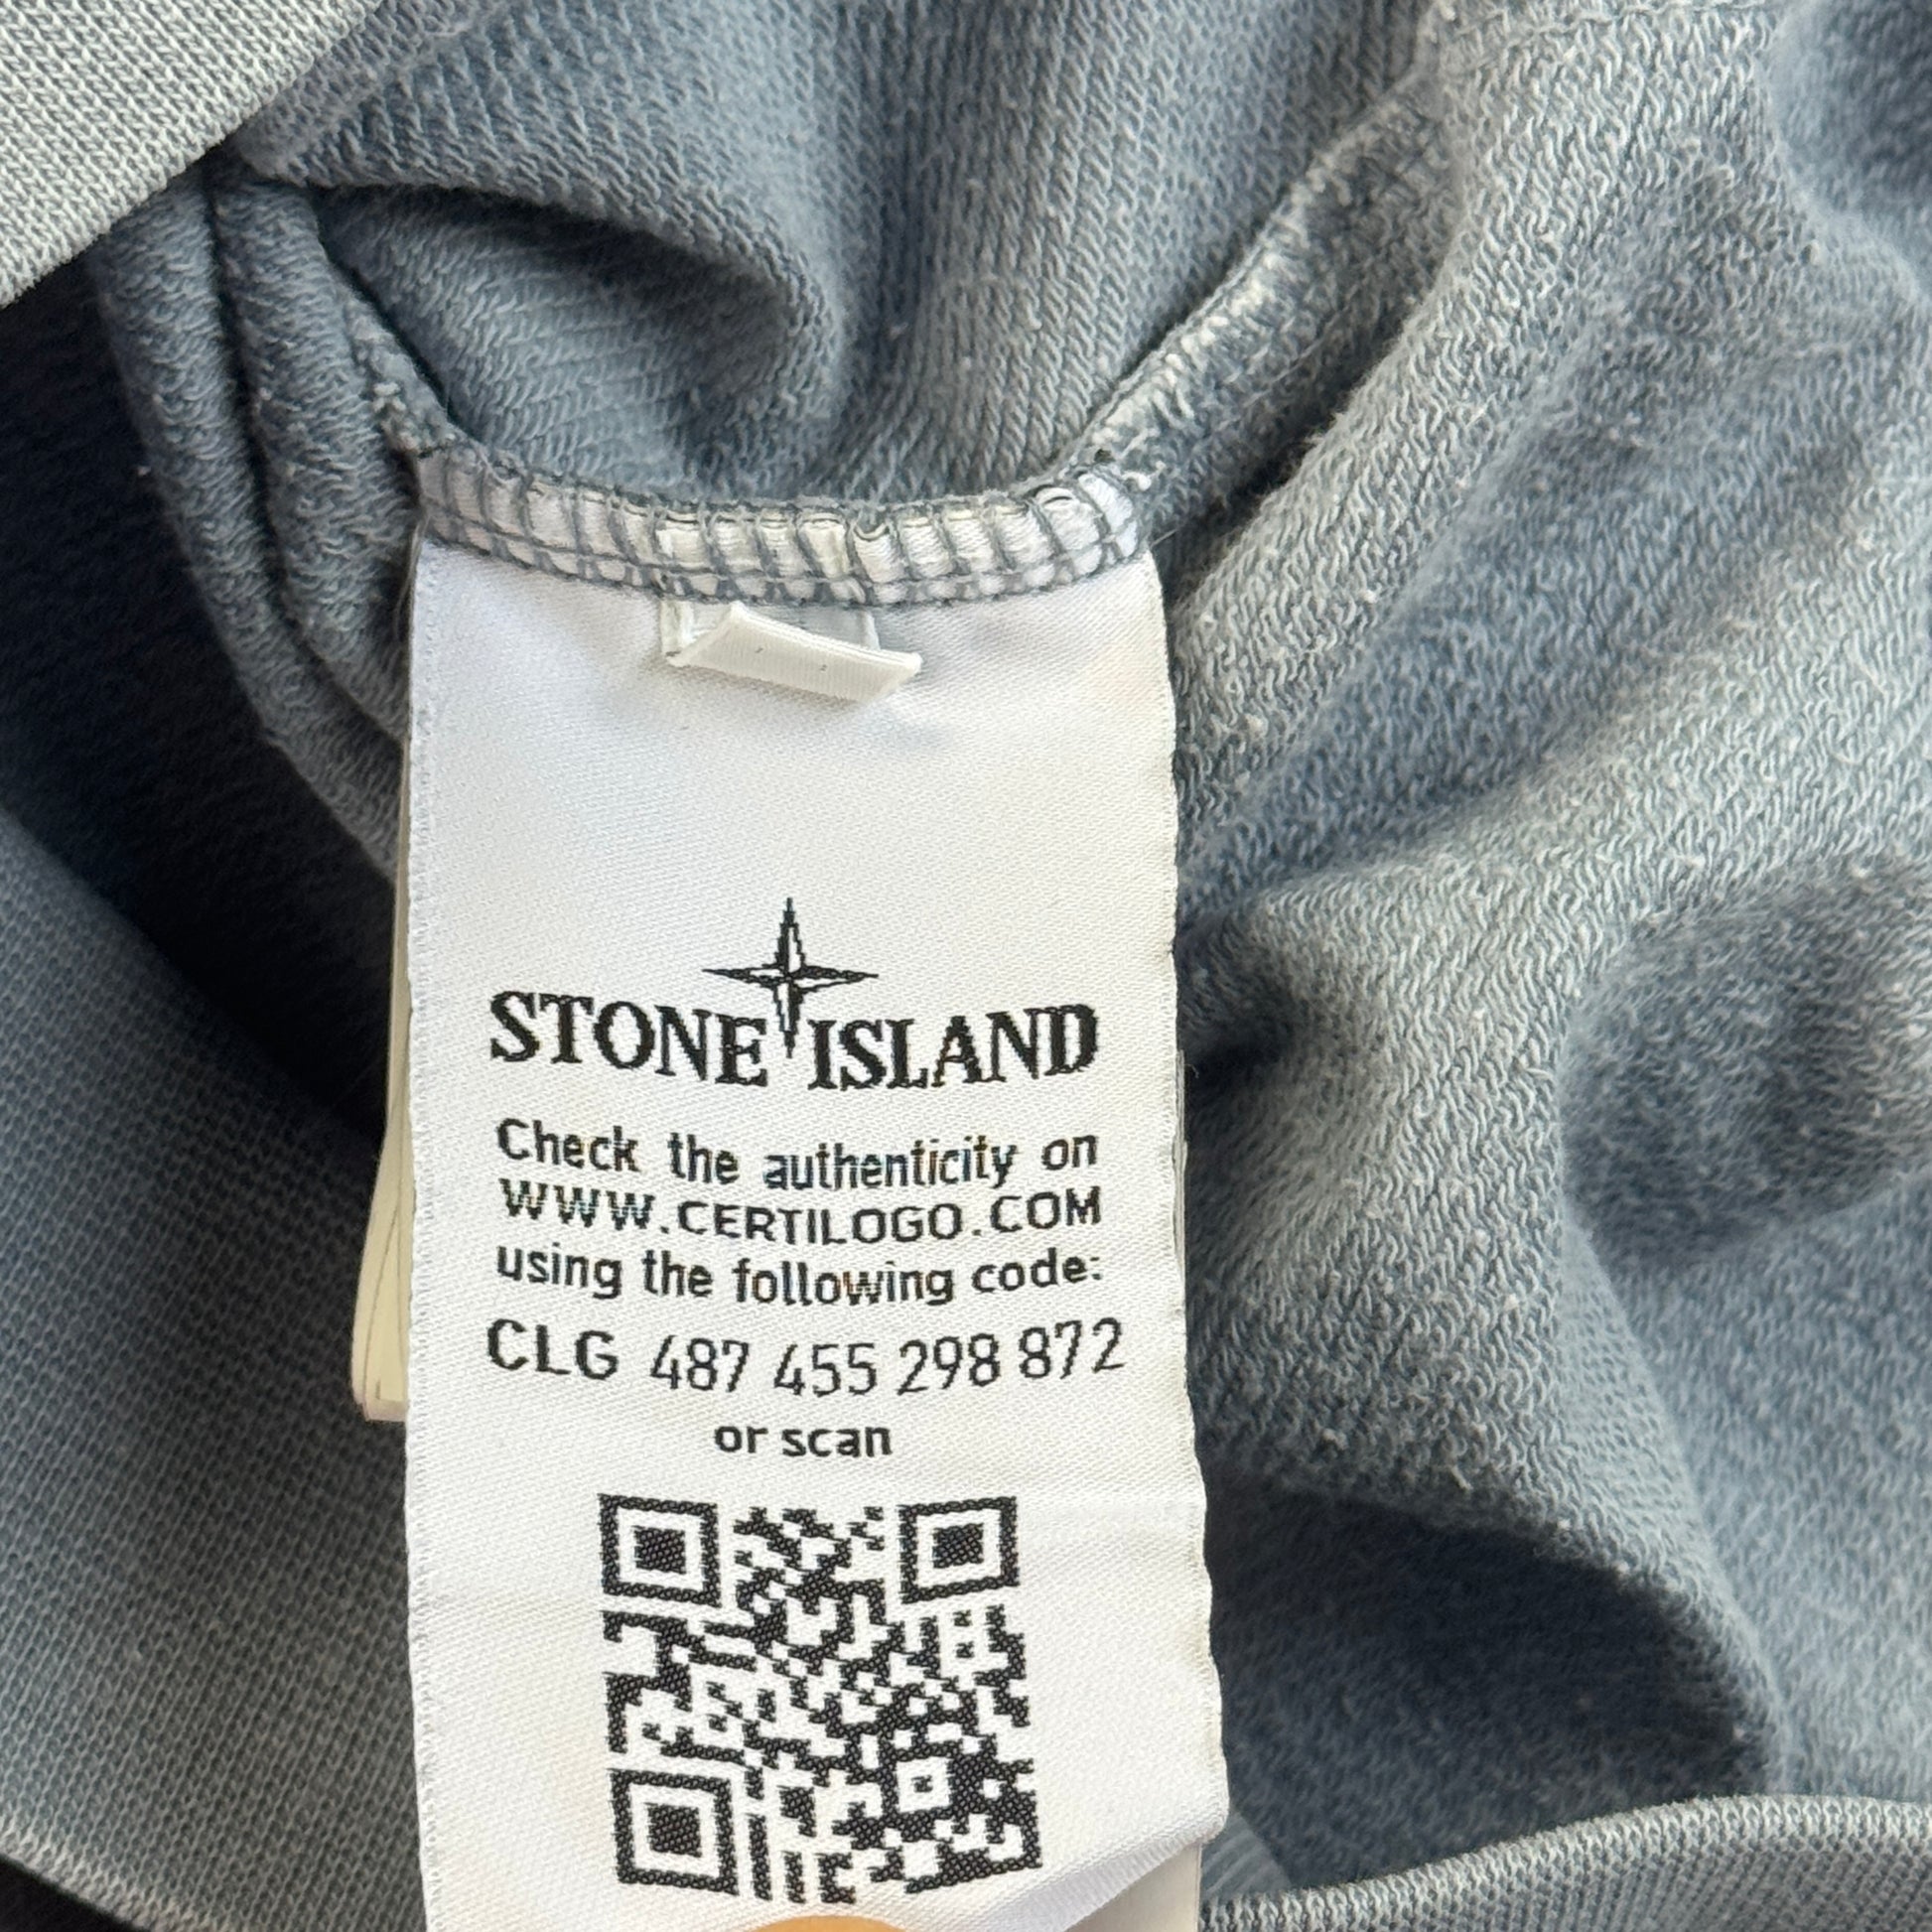 STONE ISLAND
Check the authenticity on
WWW.CERTILOGO.COM
using the following code:
CLG 487 455 298 872
or scan